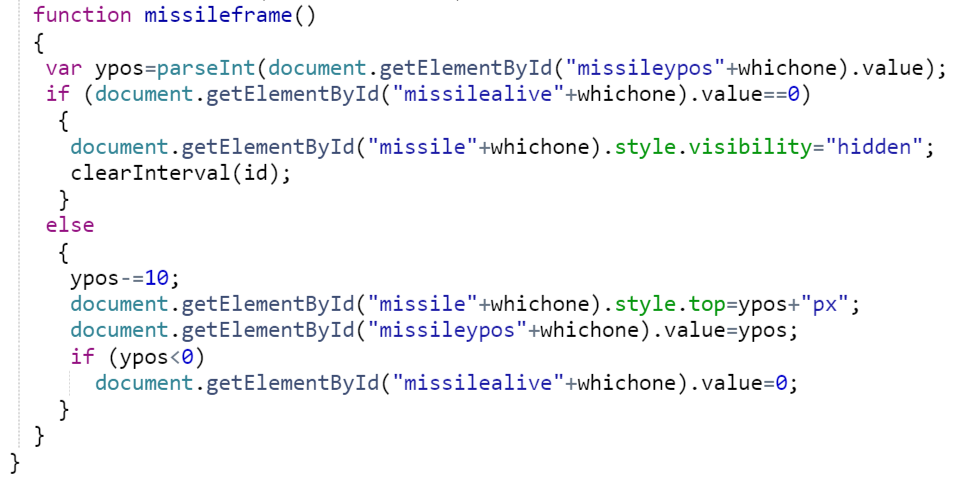 function missileframe()
{
var ypos=parseInt(document.getElementById("missileypos"+whichone).value);
if (document.getElementById("missilealive"+whichone).value==0)
{
document.getElementById("missile"+whichone).style.visibility="hidden";
clearInterval(id);
}
else
{
ypos-=10;
document.getElementById("missile"+whichone).style.top=ypos+"px";
document.getElementById("missileypos"+whichone).value=ypos;
if (ypos<0)
document.getElementById("missilealive"+whichone).value=0;
}
}
}